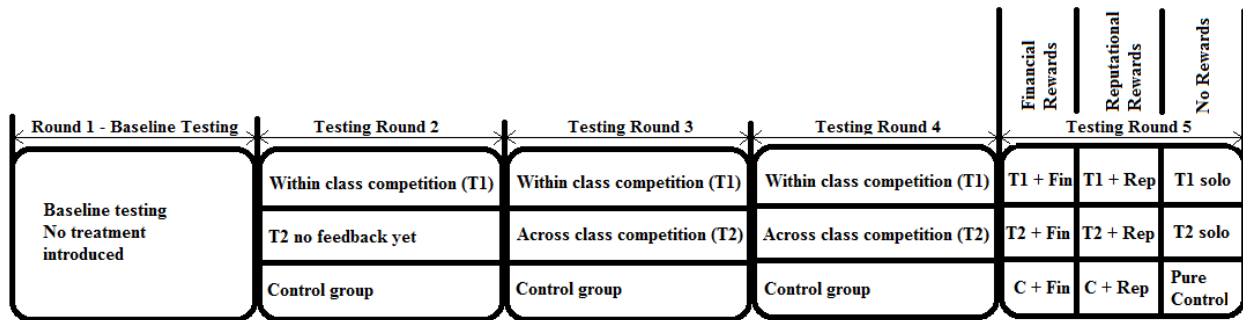 Financial
Rewards
Reputational
Rewards
No Rewards
Round 1 - Baseline Testing
Testing Round 2
Testing Round 3
Testing Round 4
Testing Round 5
Baseline testing
No treatment
introduced
Within class competition (T1)
Within class competition (T1)
Within class competition (T1)
T1 + Fin
T1 + Rep
T1 solo
T2 no feedback yet
Across class competition (T2)
Across class competition (T2)
T2 + Fin
T2 + Rep
T2 solo
Control group
Control group
Control group
C + Fin
C + Rep
Pure
Control